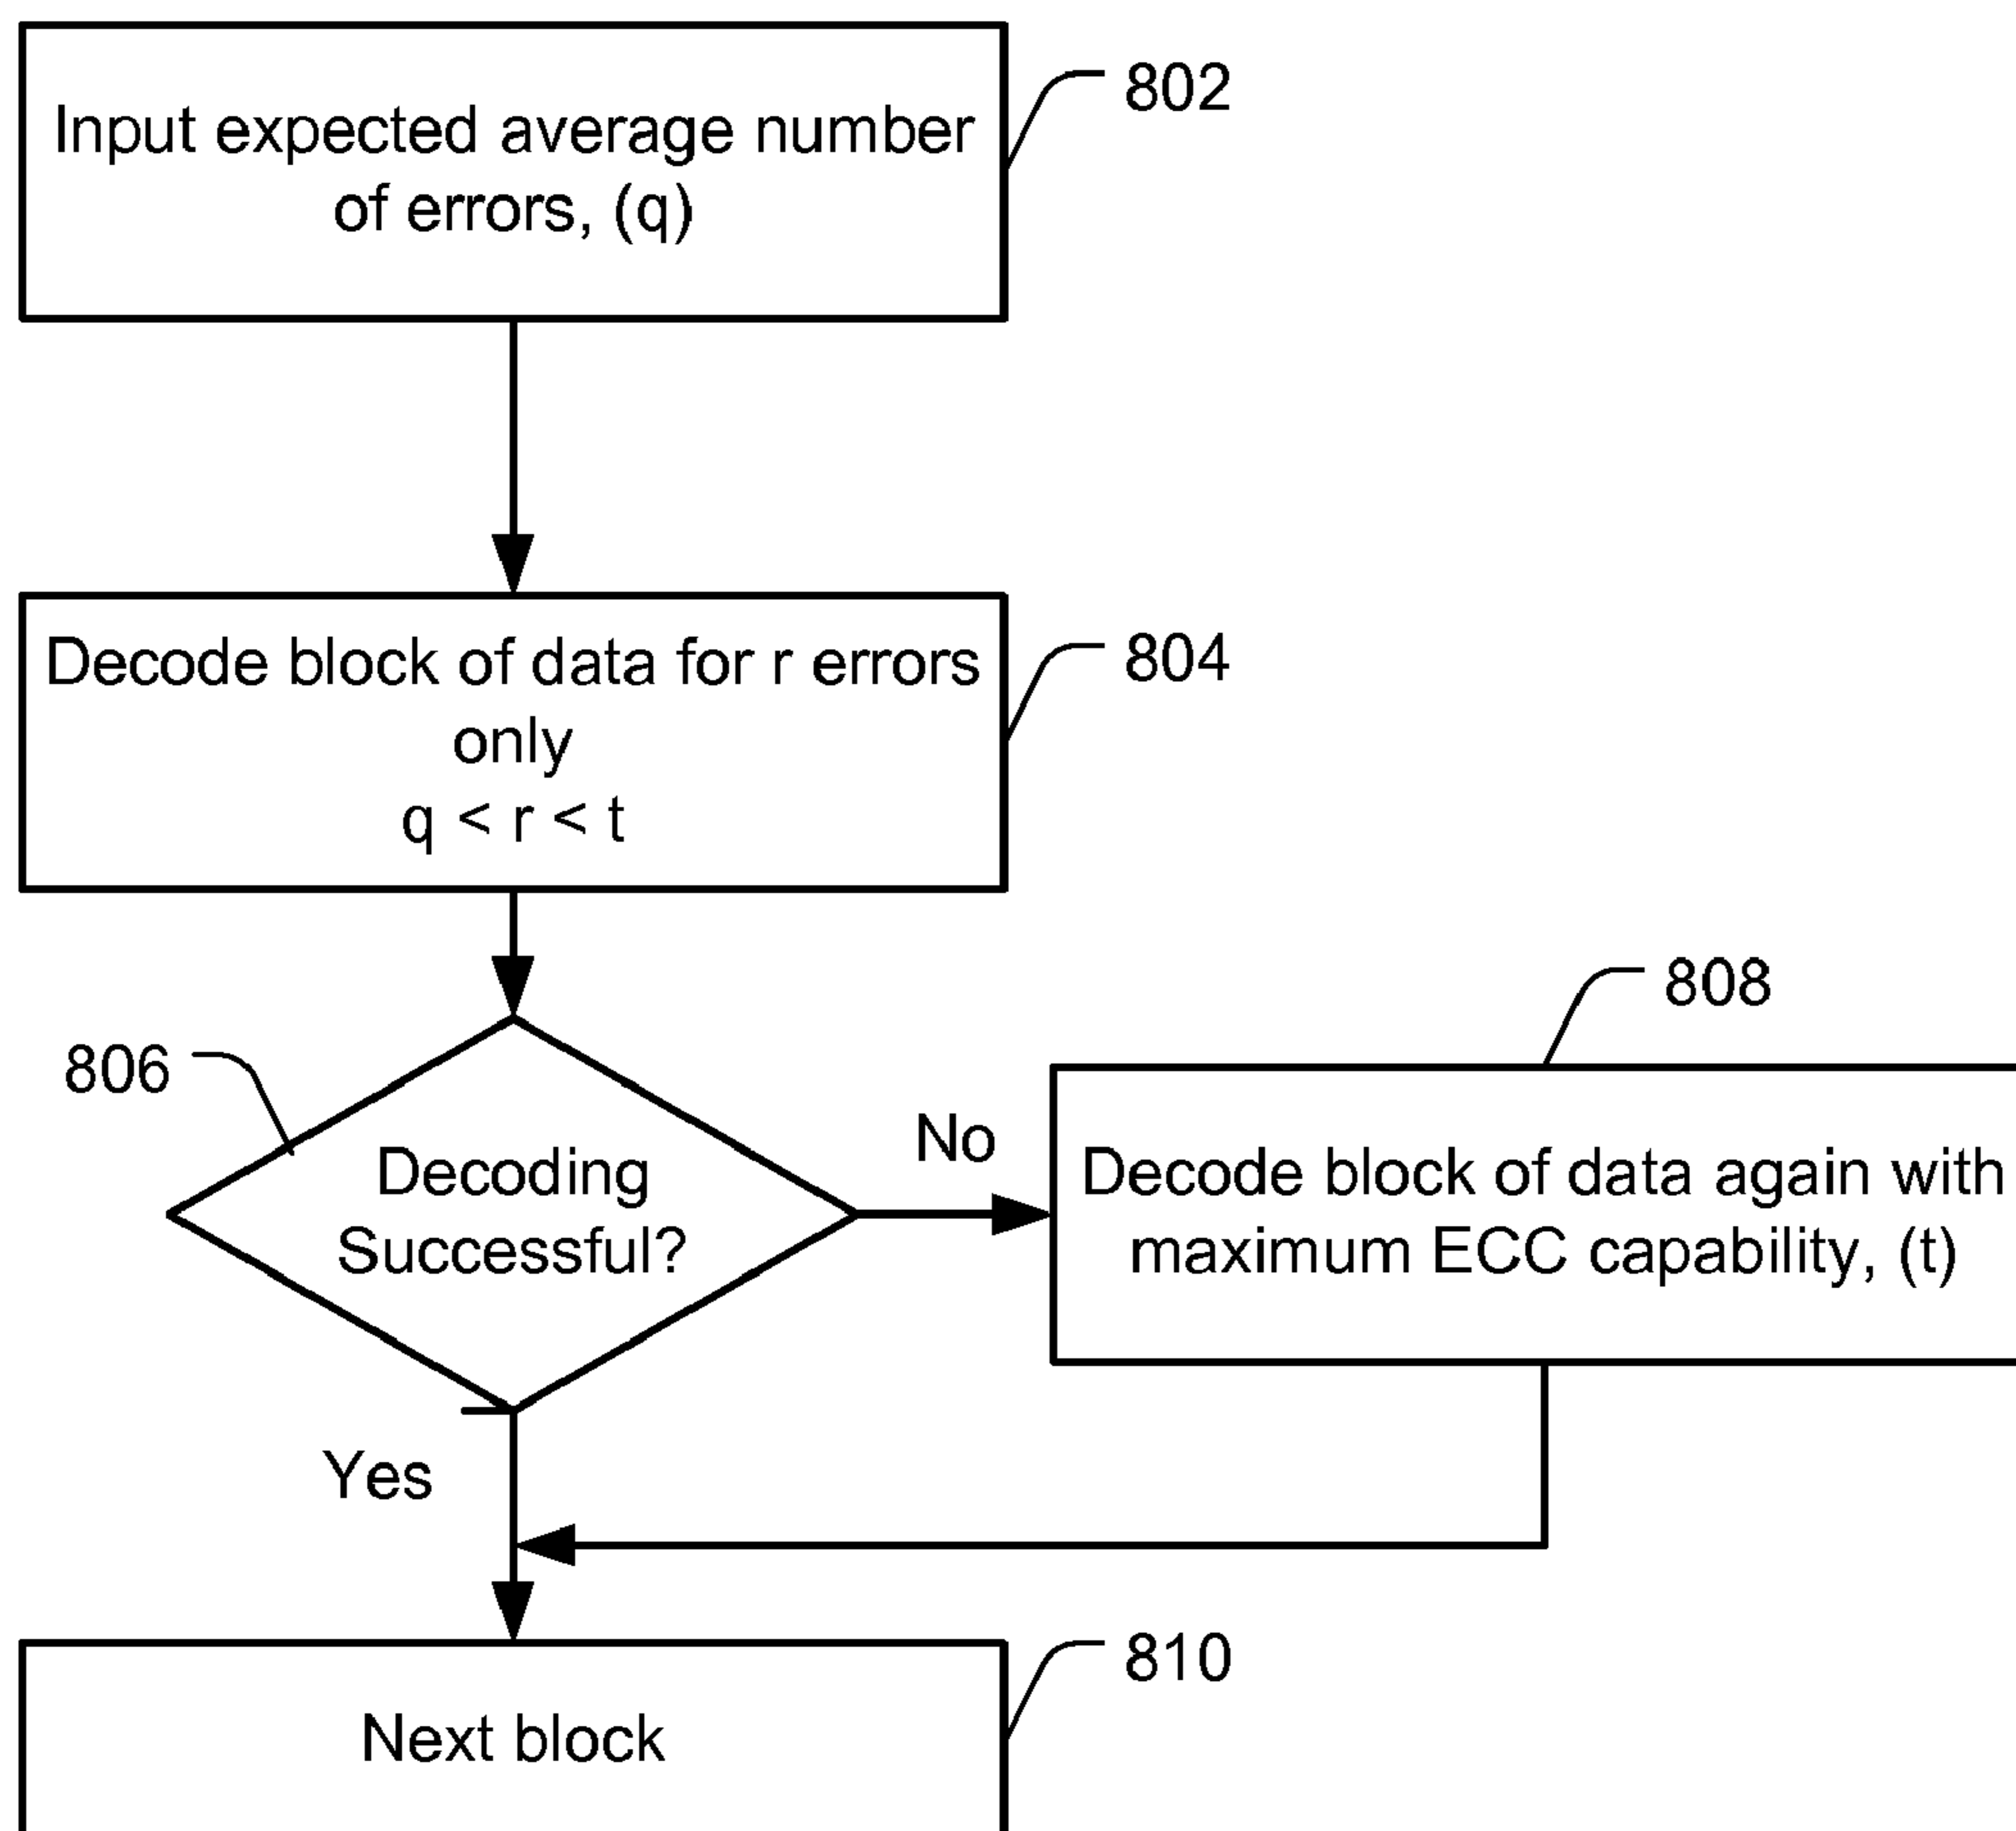 Input expected average number
of errors, (q)
802
Decode block of data for r errors
only
q < r < t
804
806
Decoding
Successful?
No
808
Decode block of data again with
maximum ECC capability, (t)
Yes
Next block
810